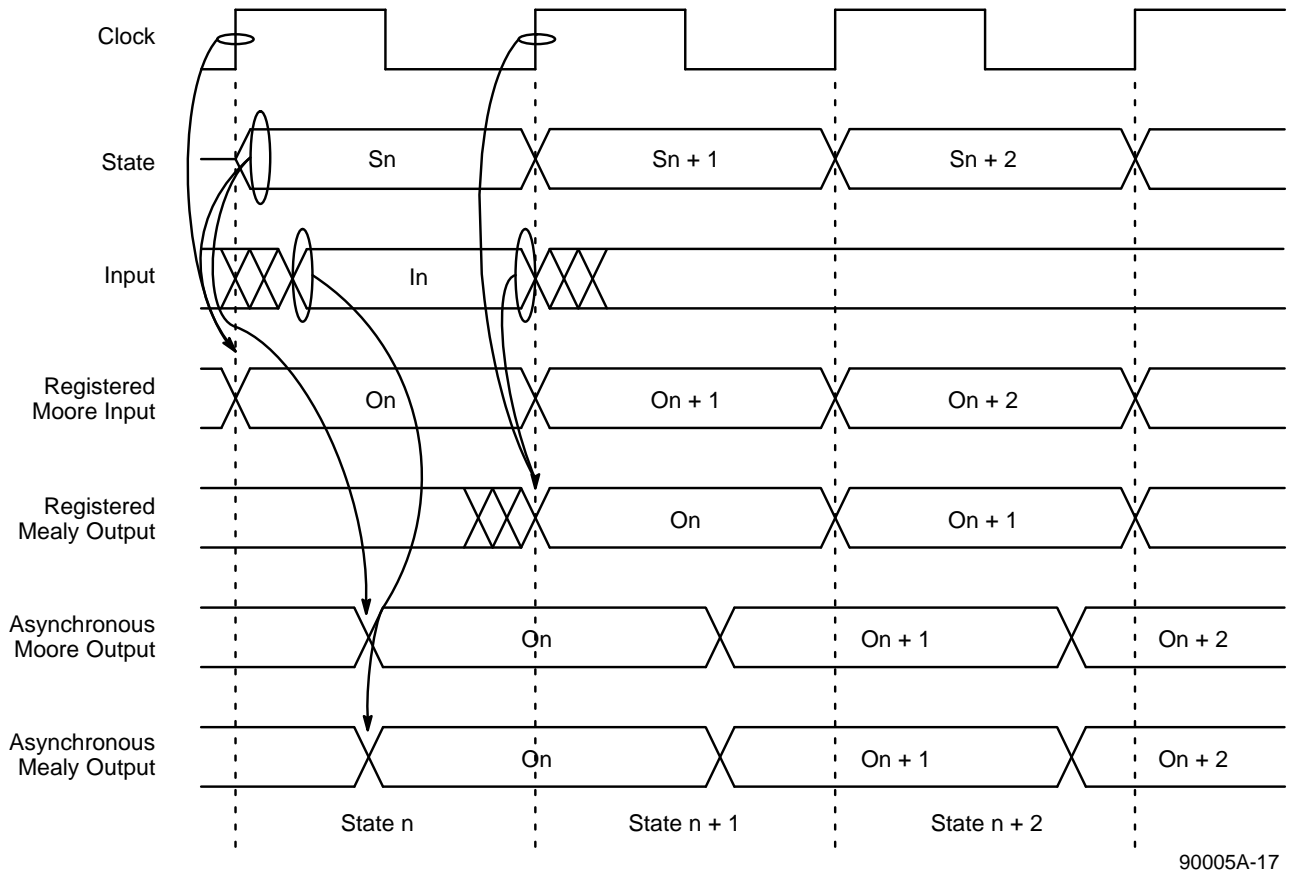 Clock
State
Sn
Sn + 1
Sn + 2
Input
In
Registered
Moore Input
On
On + 1
On + 2
Registered
Mealy Output
On
On + 1
Asynchronous
Moore Output
On
On + 1
On + 2
Asynchronous
Mealy Output
On
On + 1
On + 2
State n
State n + 1
State n + 2
90005A-17